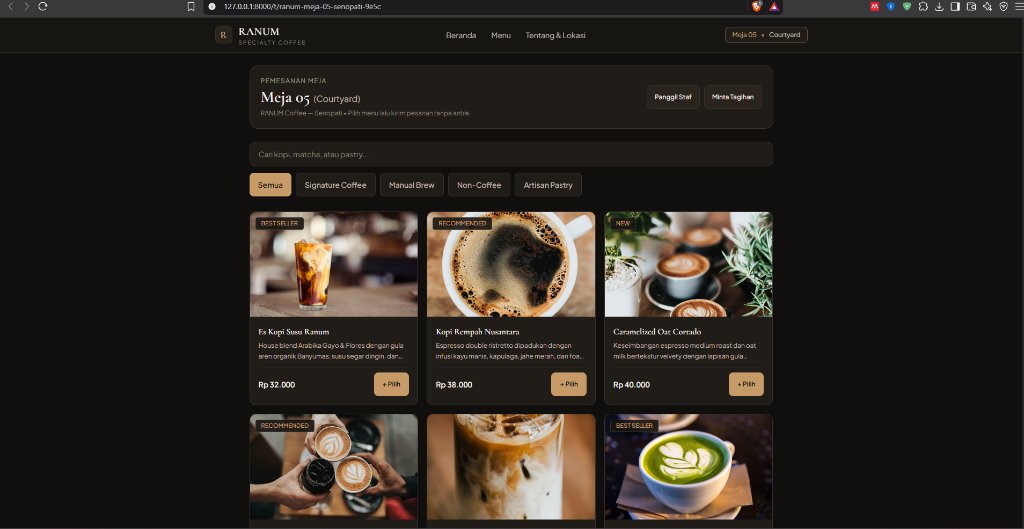 127.0.0.1:8000/t/ranum-meja-05-senopati-9e5c
R
RANUM
SPECIALTY COFFEE
Beranda
Menu
Tentang & Lokasi
Meja 05 • Courtyard
PEMESANAN MEJA
Meja 05 (Courtyard)
RANUM Coffee — Senopati • Pilih menu lalu kirim pesanan tanpa antre.
Panggil Staf
Minta Tagihan
Cari kopi, matcha, atau pastry...
Semua
Signature Coffee
Manual Brew
Non-Coffee
Artisan Pastry
BESTSELLER
Es Kopi Susu Ranum
House blend Arabika Gayo & Flores dengan gula
aren organik Banyumas, susu segar dingin, dan...
Rp 32.000
+ Pilih
RECOMMENDED
Kopi Rempah Nusantara
Espresso double ristretto dipadukan dengan
infusi kayu manis, kapulaga, jahe merah, dan foa...
Rp 38.000
+ Pilih
NEW
Caramelized Oat Cortado
Keseimbangan espresso medium roast dan oat
milk bertekstur velvety dengan lapisan gula...
Rp 40.000
+ Pilih
RECOMMENDED
BESTSELLER